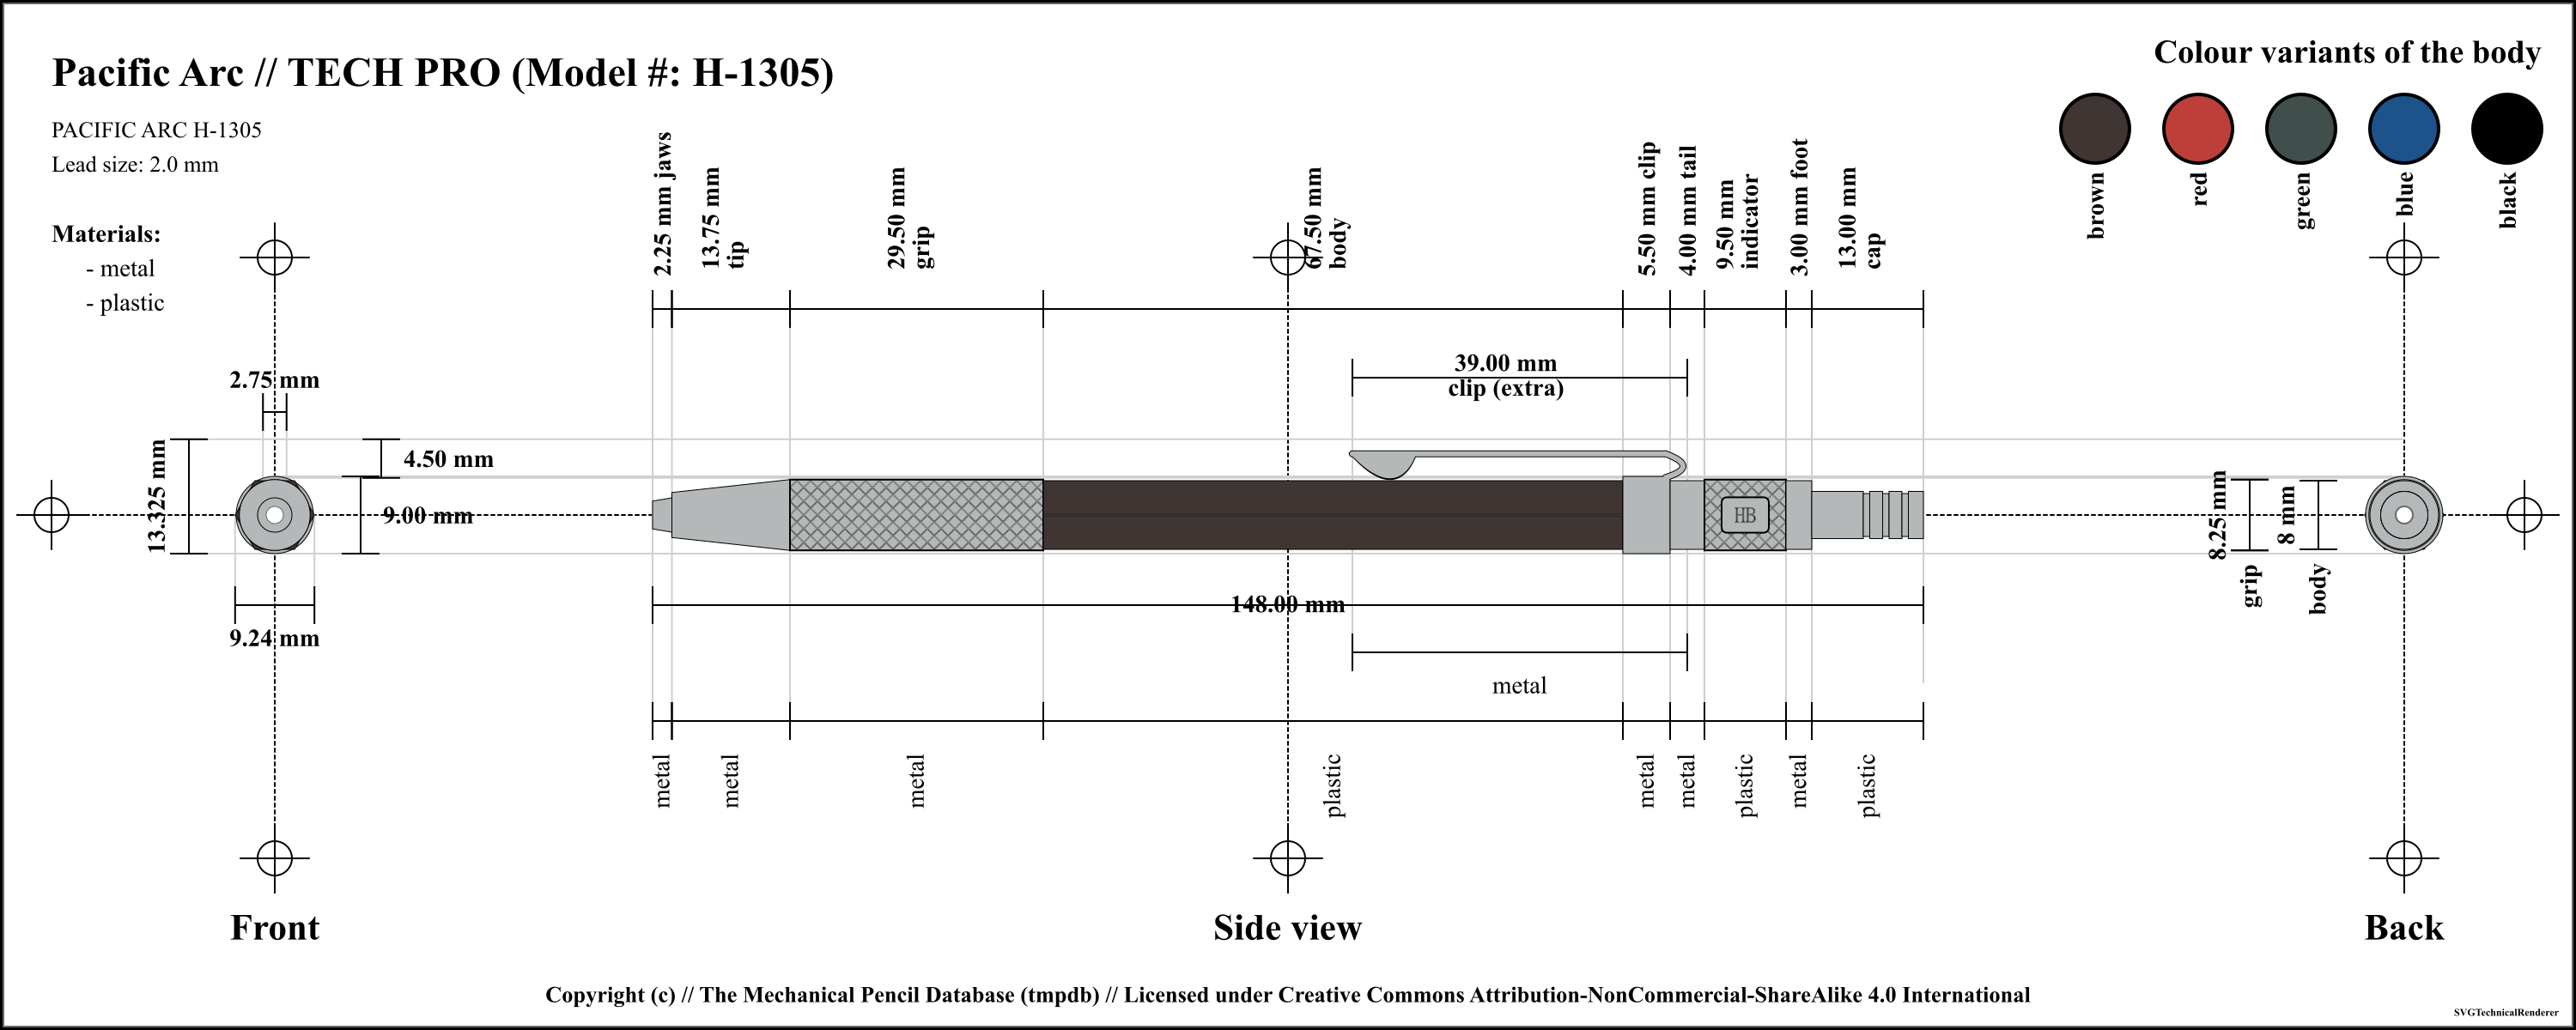 Pacific Arc // TECH PRO (Model #: H-1305)
PACIFIC ARC H-1305
Lead size: 2.0 mm
Materials:
- metal
- plastic
Colour variants of the body
brown
red
green
blue
black
2.25 mm jaws
13.75 mm
tip
29.50 mm
grip
67.50 mm
body
5.50 mm clip
4.00 mm tail
9.50 mm
indicator
3.00 mm foot
13.00 mm
cap
39.00 mm
clip (extra)
2.75 mm
13.325 mm
4.50 mm
9.00 mm
9.24 mm
HB
148.00 mm
8.25 mm
grip
8 mm
body
metal
metal
metal
metal
plastic
metal
metal
plastic
metal
plastic
Front
Side view
Back
Copyright (c) // The Mechanical Pencil Database (tmpdb) // Licensed under Creative Commons Attribution-NonCommercial-ShareAlike 4.0 International
SVGTechnicalRenderer